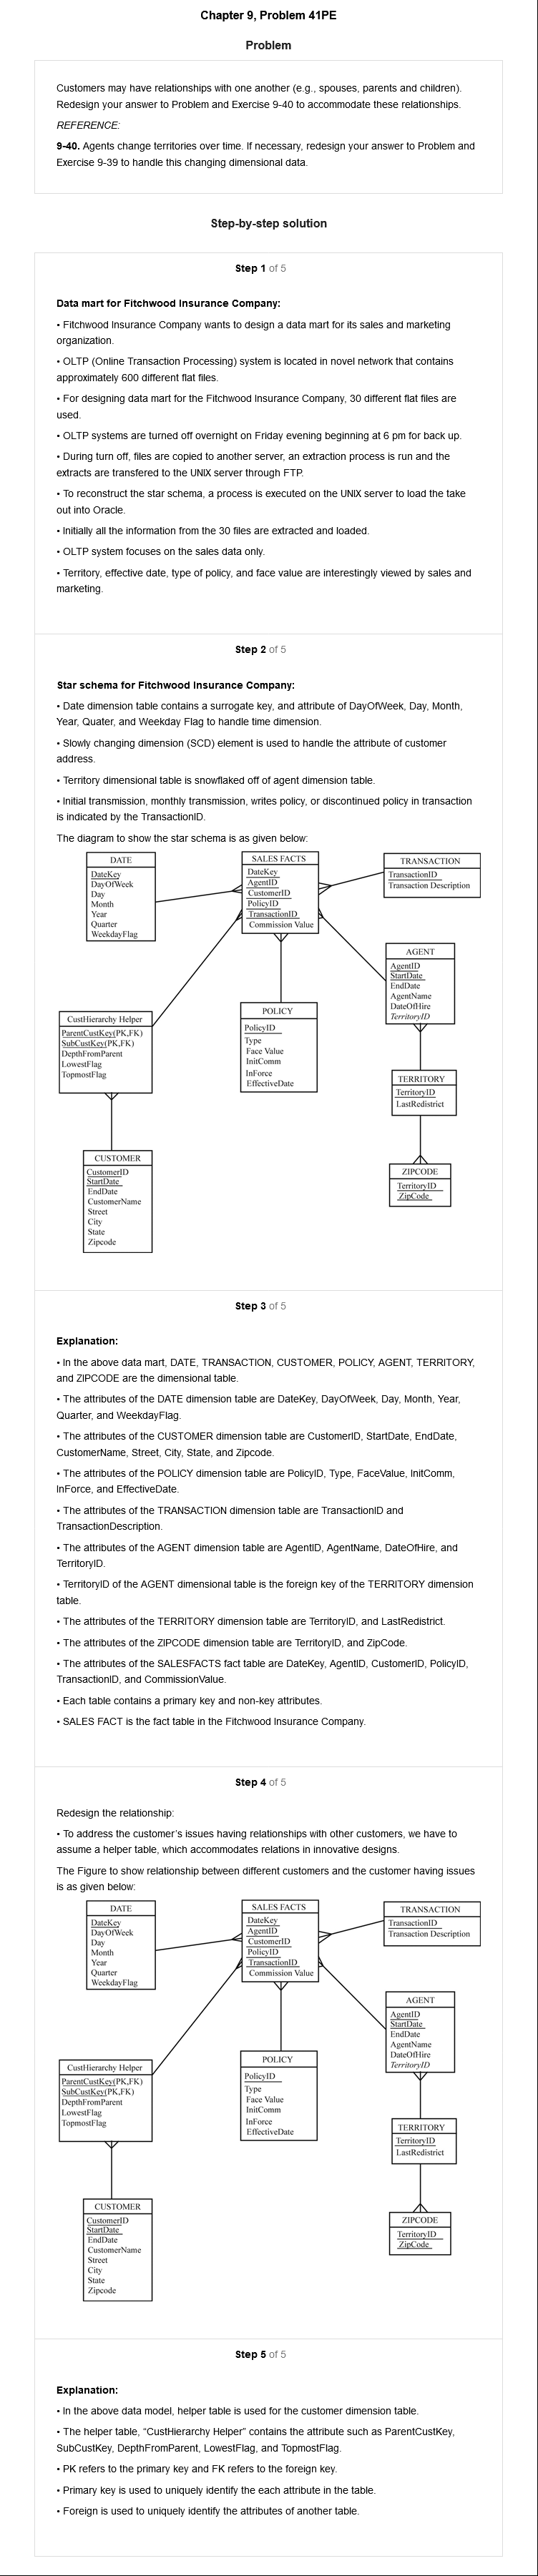 Chapter 9, Problem 41PE
Problem
Customers may have relationships with one another (e.g., spouses, parents and children).
Redesign your answer to Problem and Exercise 9-40 to accommodate these relationships.
REFERENCE:
9-40. Agents change territories over time. If necessary, redesign your answer to Problem and
Exercise 9-39 to handle this changing dimensional data.
Step-by-step solution
Step 1 of 5
Data mart for Fitchwood Insurance Company:
• Fitchwood Insurance Company wants to design a data mart for its sales and marketing
organization.
• OLTP (Online Transaction Processing) system is located in novel network that contains
approximately 600 different flat files.
• For designing data mart for the Fitchwood Insurance Company, 30 different flat files are
used.
• OLTP systems are turned off overnight on Friday evening beginning at 6 pm for back up.
• During turn off, files are copied to another server, an extraction process is run and the
extracts are transfered to the UNIX server through FTP.
• To reconstruct the star schema, a process is executed on the UNIX server to load the take
out into Oracle.
• Initially all the information from the 30 files are extracted and loaded.
• OLTP system focuses on the sales data only.
• Territory, effective date, type of policy, and face value are interestingly viewed by sales and
marketing.
Step 2 of 5
Star schema for Fitchwood Insurance Company:
• Date dimension table contains a surrogate key, and attribute of DayOfWeek, Day, Month,
Year, Quater, and Weekday Flag to handle time dimension.
• Slowly changing dimension (SCD) element is used to handle the attribute of customer
address.
• Territory dimensional table is snowflaked off of agent dimension table.
• Initial transmission, monthly transmission, writes policy, or discontinued policy in transaction
is indicated by the TransactionID.
The diagram to show the star schema is as given below:
DATE
DateKey
DayOfWeek
Day
Month
Year
Quarter
WeekdayFlag
SALES FACTS
DateKey
AgentID
CustomerID
PolicyID
TransactionID
Commission Value
TRANSACTION
TransactionID
Transaction Description
AGENT
AgentID
StartDate
EndDate
AgentName
DateOfHire
TerritoryID
CustHierarchy Helper
ParentCustKey(PK,FK)
SubCustKey(PK,FK)
DepthFromParent
LowestFlag
TopmostFlag
POLICY
PolicyID
Type
Face Value
InitComm
InForce
EffectiveDate
TERRITORY
TerritoryID
LastRedistrict
CUSTOMER
CustomerID
StartDate
EndDate
CustomerName
Street
City
State
Zipcode
ZIPCODE
TerritoryID
ZipCode
Step 3 of 5
Explanation:
• In the above data mart, DATE, TRANSACTION, CUSTOMER, POLICY, AGENT, TERRITORY,
and ZIPCODE are the dimensional table.
• The attributes of the DATE dimension table are DateKey, DayOfWeek, Day, Month, Year,
Quarter, and WeekdayFlag.
• The attributes of the CUSTOMER dimension table are CustomerID, StartDate, EndDate,
CustomerName, Street, City, State, and Zipcode.
• The attributes of the POLICY dimension table are PolicyID, Type, FaceValue, InitComm,
InForce, and EffectiveDate.
• The attributes of the TRANSACTION dimension table are TransactionID and
TransactionDescription.
• The attributes of the AGENT dimension table are AgentID, AgentName, DateOfHire, and
TerritoryID.
• TerritoryID of the AGENT dimensional table is the foreign key of the TERRITORY dimension
table.
• The attributes of the TERRITORY dimension table are TerritoryID, and LastRedistrict.
• The attributes of the ZIPCODE dimension table are TerritoryID, and ZipCode.
• The attributes of the SALESFACTS fact table are DateKey, AgentID, CustomerID, PolicyID,
TransactionID, and CommissionValue.
• Each table contains a primary key and non-key attributes.
• SALES FACT is the fact table in the Fitchwood Insurance Company.
Step 4 of 5
Redesign the relationship:
• To address the customer's issues having relationships with other customers, we have to
assume a helper table, which accommodates relations in innovative designs.
The Figure to show relationship between different customers and the customer having issues
is as given below:
DATE
DateKey
DayOfWeek
Day
Month
Year
Quarter
WeekdayFlag
SALES FACTS
DateKey
AgentID
CustomerID
PolicyID
TransactionID
Commission Value
TRANSACTION
TransactionID
Transaction Description
AGENT
AgentID
StartDate
EndDate
AgentName
DateOfHire
TerritoryID
CustHierarchy Helper
ParentCustKey(PK,FK)
SubCustKey(PK,FK)
DepthFromParent
LowestFlag
TopmostFlag
POLICY
PolicyID
Type
Face Value
InitComm
InForce
EffectiveDate
TERRITORY
TerritoryID
LastRedistrict
CUSTOMER
CustomerID
StartDate
EndDate
CustomerName
Street
City
State
Zipcode
ZIPCODE
TerritoryID
ZipCode
Step 5 of 5
Explanation:
• In the above data model, helper table is used for the customer dimension table.
• The helper table, "CustHierarchy Helper" contains the attribute such as ParentCustKey,
SubCustKey, DepthFromParent, LowestFlag, and TopmostFlag.
• PK refers to the primary key and FK refers to the foreign key.
• Primary key is used to uniquely identify the each attribute in the table.
• Foreign is used to uniquely identify the attributes of another table.